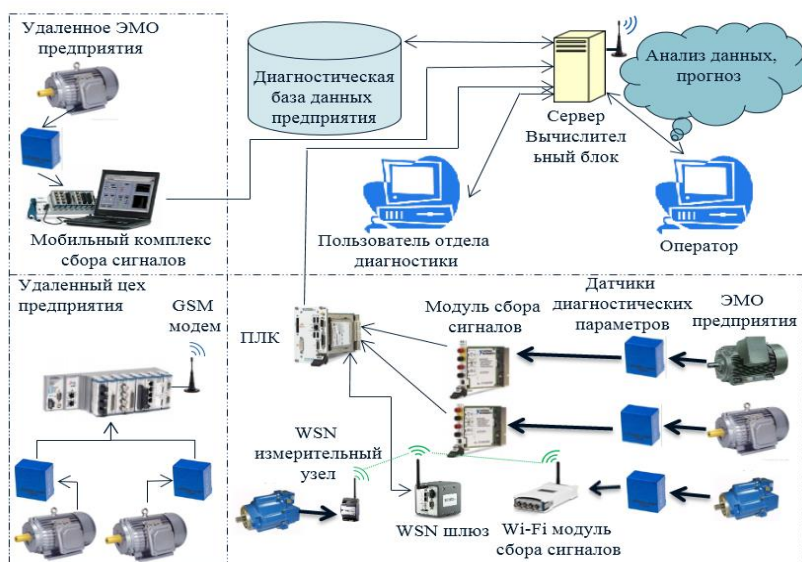 Удаленное ЭМО
предприятия
Мобильный комплекс
сбора сигналов
Диагностическая
база данных
предприятия
Сервер
Вычислител
ьный блок
Анализ данных,
прогноз
Пользователь отдела
диагностики
Оператор
Удаленный цех
предприятия
GSM
модем
ПЛК
Модуль сбора
сигналов
Датчики
диагностических
параметров
ЭМО
предприятия
WSN
измерительный
узел
WSN шлюз
Wi-Fi модуль
сбора сигналов